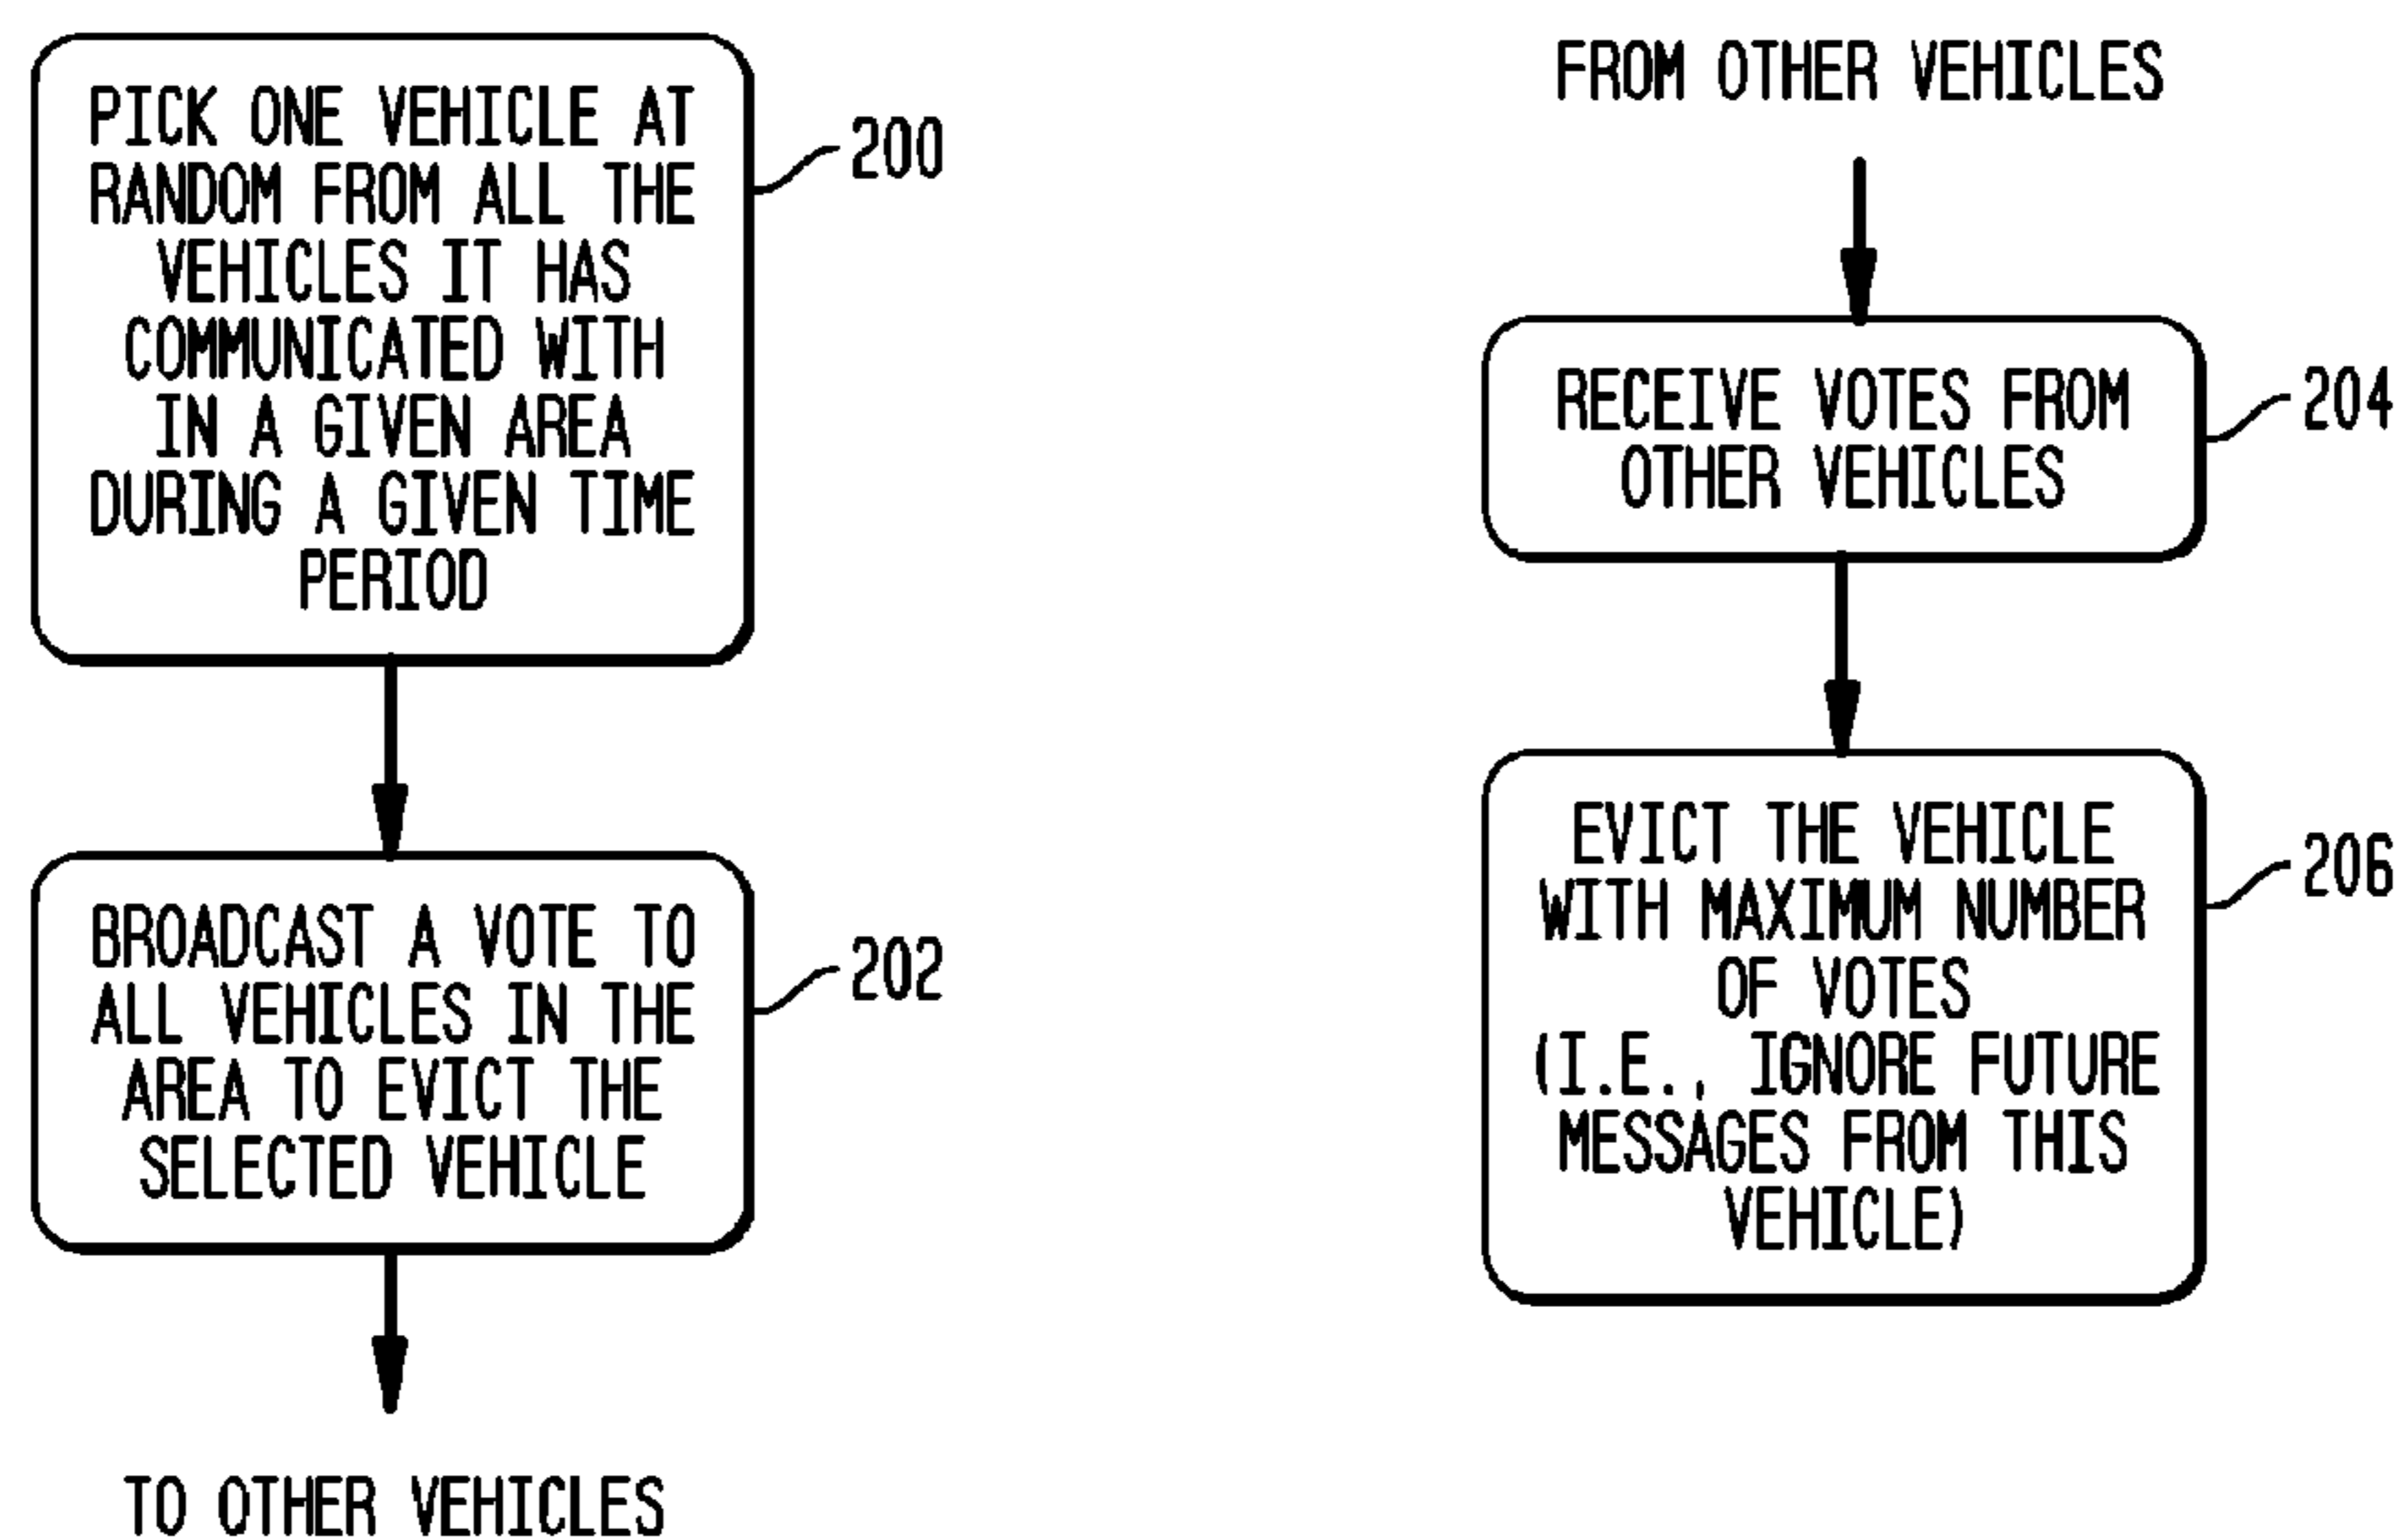 PICK ONE VEHICLE AT
RANDOM FROM ALL THE
VEHICLES IT HAS
COMMUNICATED WITH
IN A GIVEN AREA
DURING A GIVEN TIME
PERIOD
200
BROADCAST A VOTE TO
ALL VEHICLES IN THE
AREA TO EVICT THE
SELECTED VEHICLE
202
TO OTHER VEHICLES
FROM OTHER VEHICLES
RECEIVE VOTES FROM
OTHER VEHICLES
204
EVICT THE VEHICLE
WITH MAXIMUM NUMBER
OF VOTES
(I.E., IGNORE FUTURE
MESSAGES FROM THIS
VEHICLE)
206